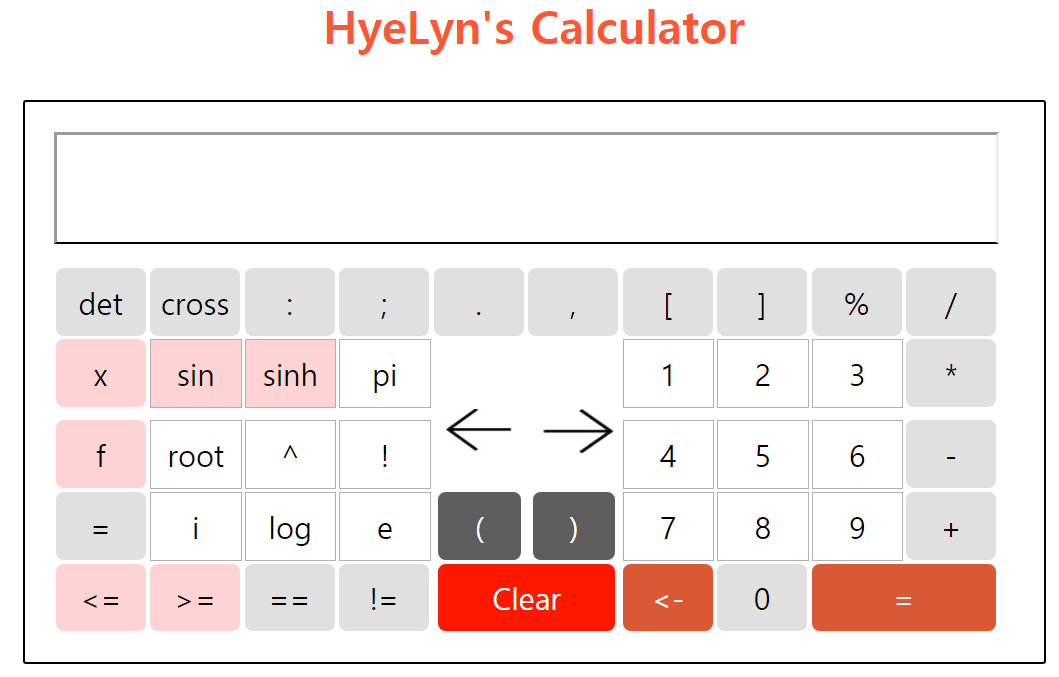 HyeLyn's Calculator
det cross : ; . , [ ] % /
x sin sinh pi 1 2 3 *
f root ^ ! 4 5 6 -
= i log e ( ) 7 8 9 +
<= >= == != Clear <- 0 =